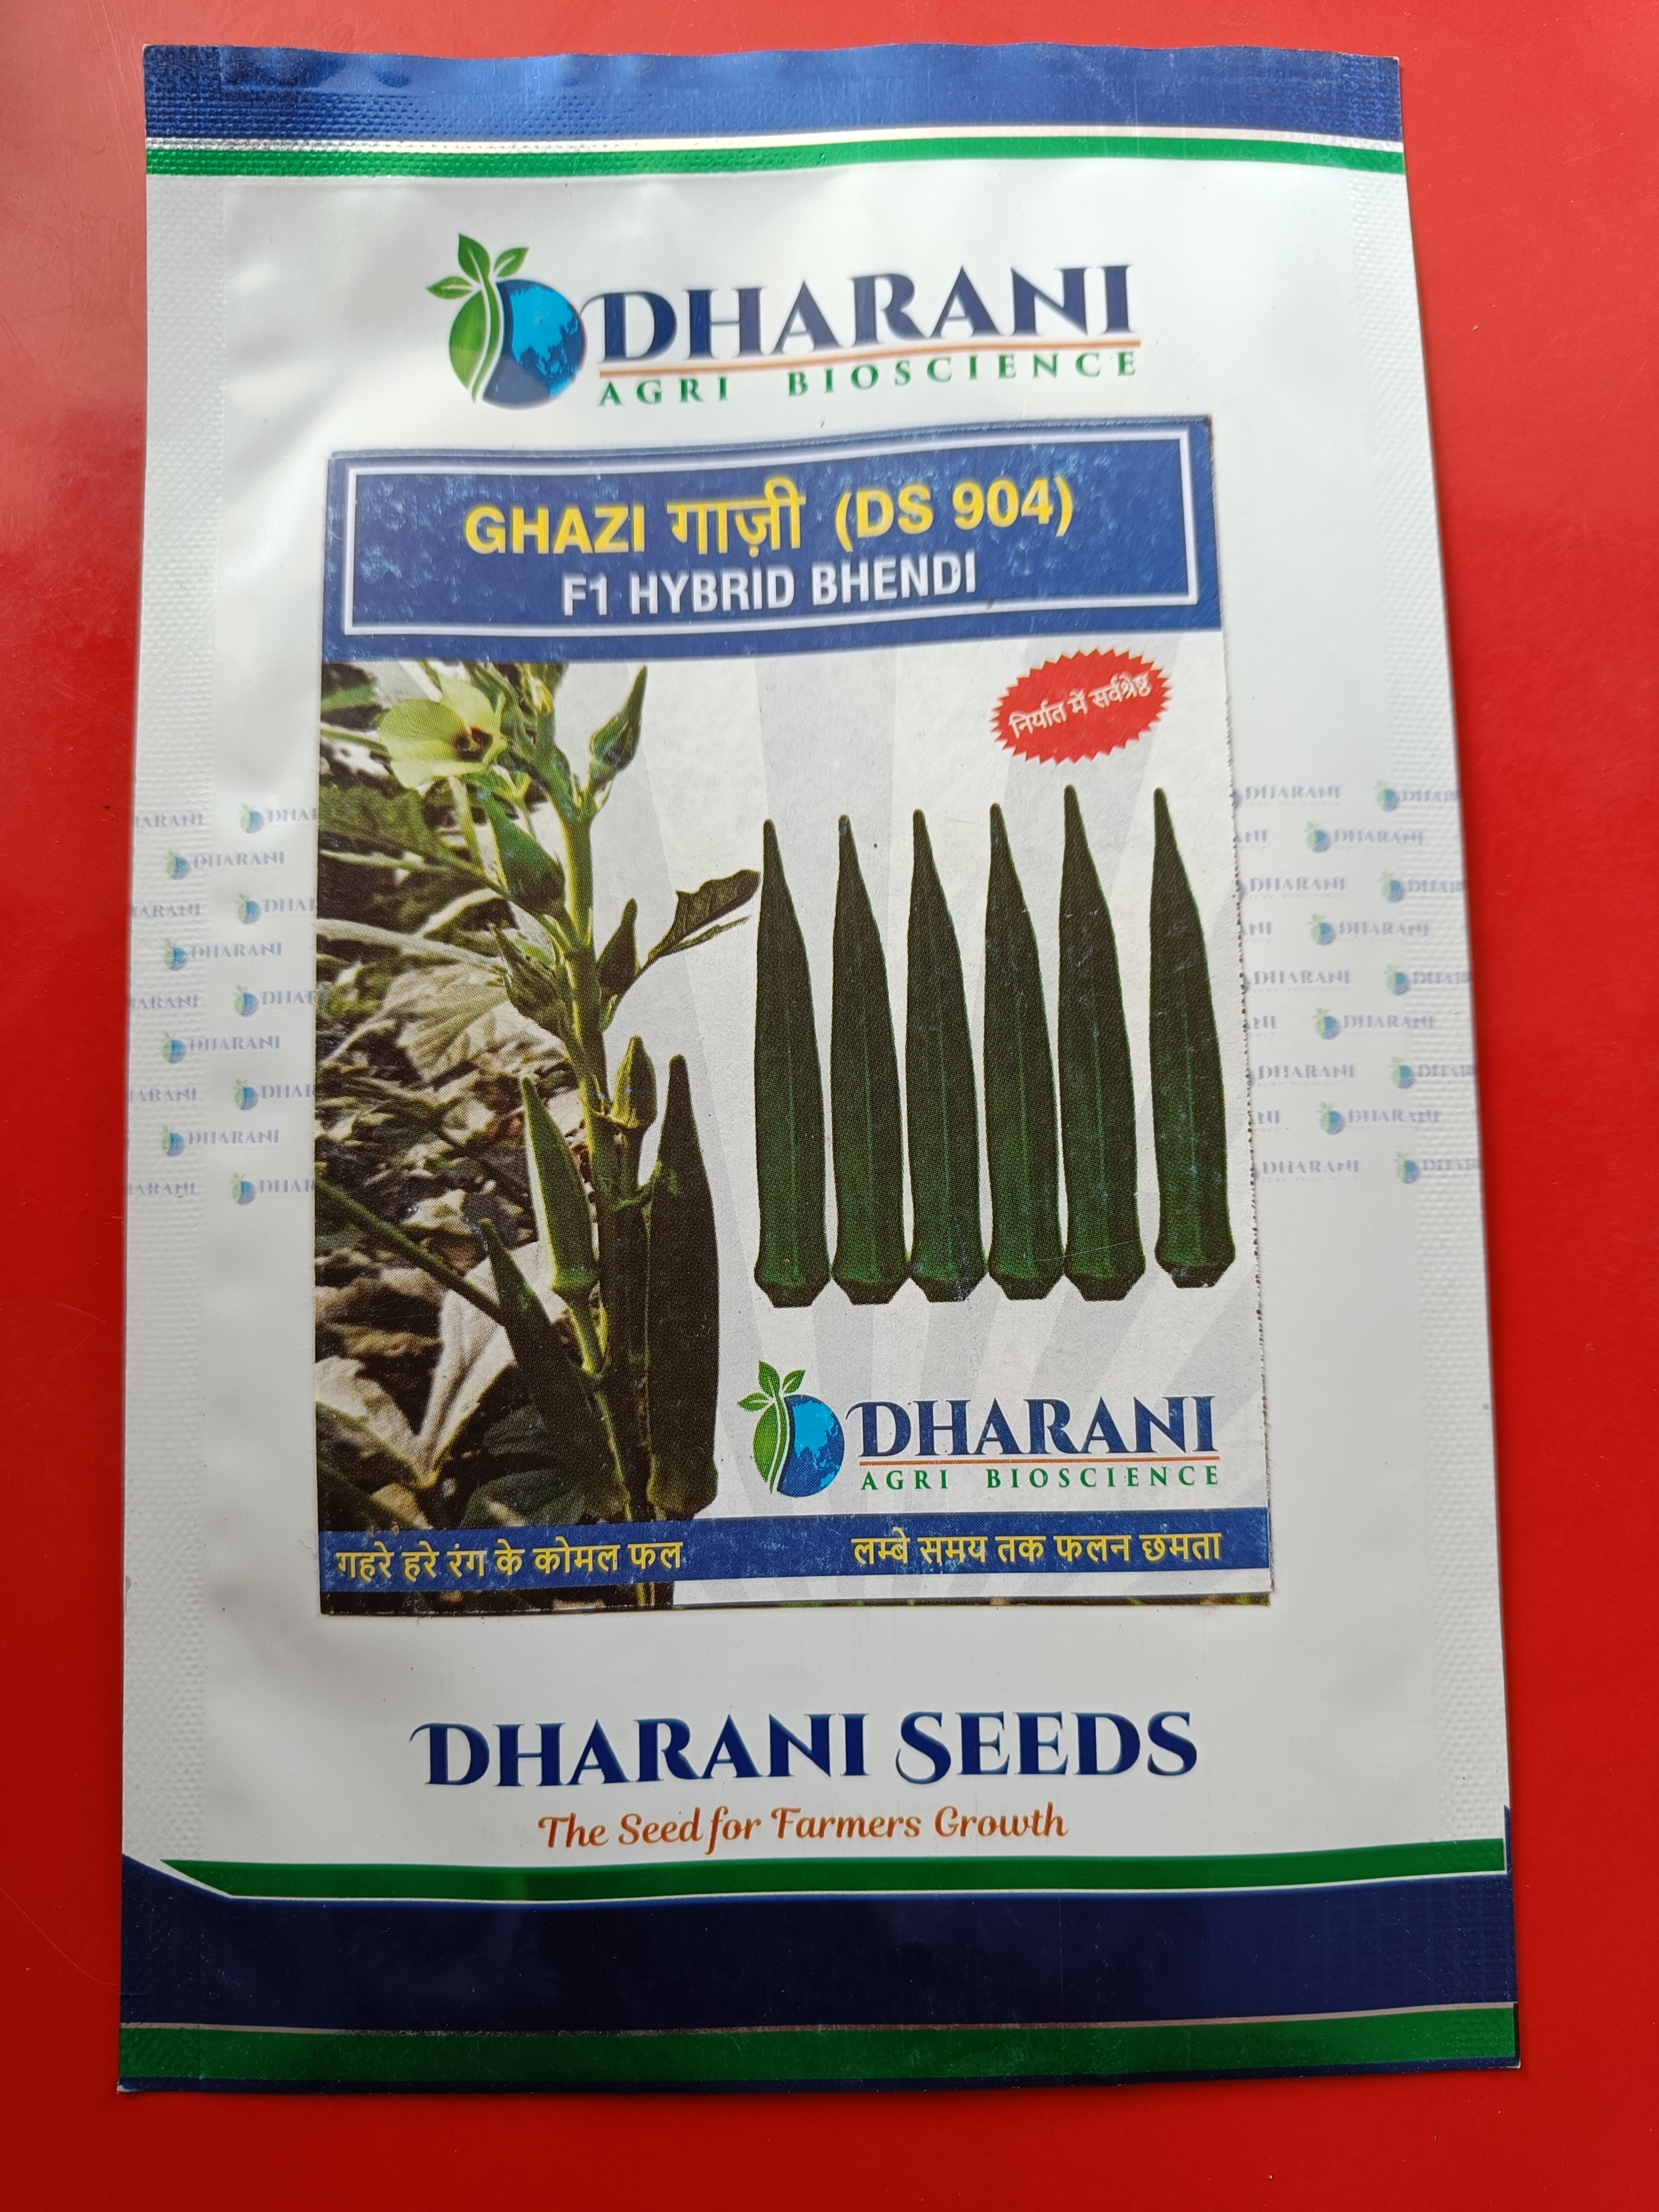 DHARANI
AGRI BIOSCIENCE
GHAZI गाज़ी (DS 904)
F1 HYBRID BHENDI
निर्यात में सर्वश्रेष्ठ
DHARANI
AGRI BIOSCIENCE
गहरे हरे रंग के कोमल फल
लम्बे समय तक फलन छमता
DHARANI SEEDS
The Seed for Farmers Growth